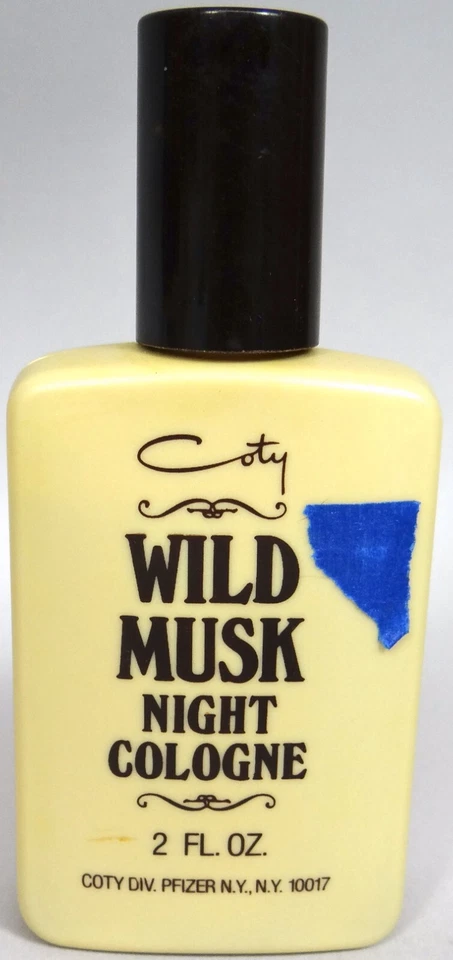 Coty
WILD
MUSK
NIGHT
COLOGNE
2 FL. OZ.
COTY DIV. PFIZER N.Y., N.Y. 10017